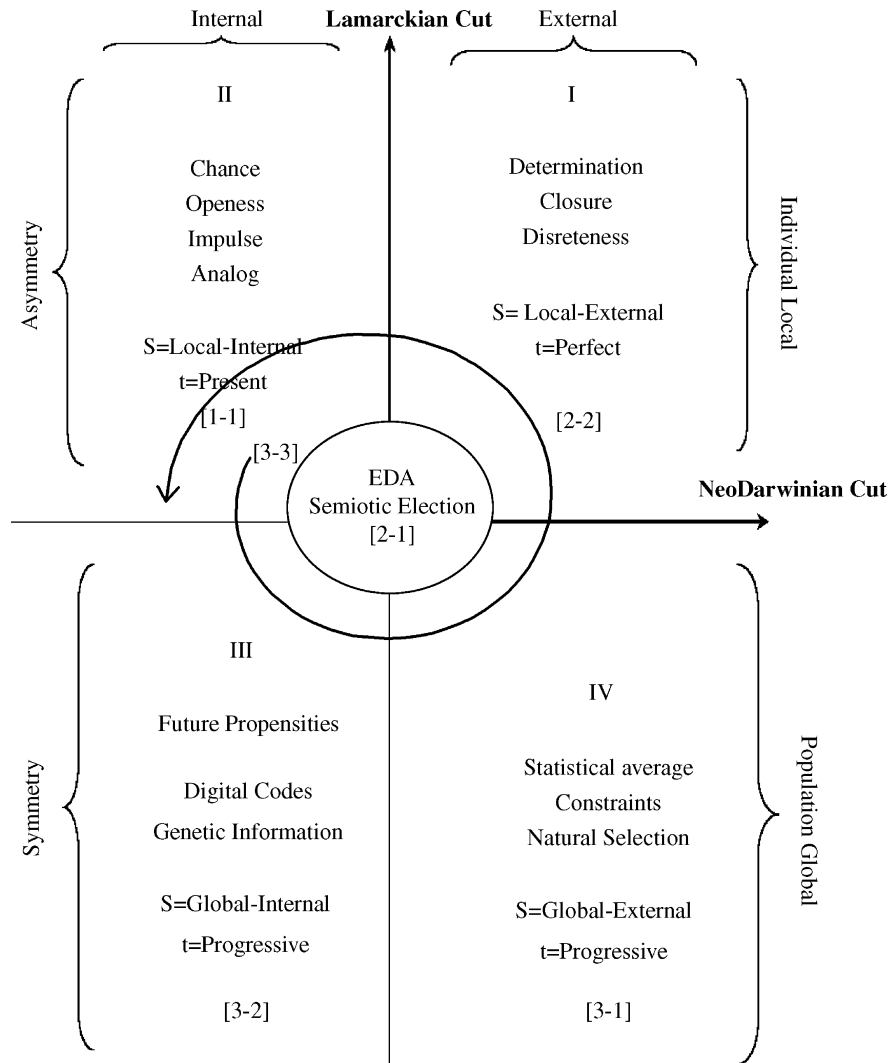 Internal
Lamarckian Cut
External
II
Chance
Openess
Impulse
Analog
S=Local-Internal
t=Present
[1-1]
[3-3]
I
Determination
Closure
Disreteness
S= Local-External
t=Perfect
[2-2]
Asymmetry
Individual Local
EDA
Semiotic Election
[2-1]
NeoDarwinian Cut
III
Future Propensities
Digital Codes
Genetic Information
S=Global-Internal
t=Progressive
[3-2]
IV
Statistical average
Constraints
Natural Selection
S=Global-External
t=Progressive
[3-1]
Symmetry
Population Global